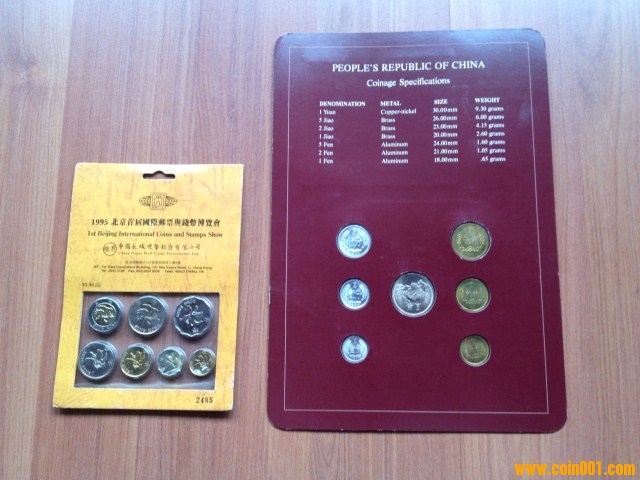 PEOPLE'S REPUBLIC OF CHINA
Coinage Specifications
DENOMINATION METAL SIZE WEIGHT
1 Yuan Copper-nickel 30.00mm 9.30 grams
5 Jiao Brass 26.00mm 6.00 grams
2 Jiao Brass 23.00mm 4.15 grams
1 Jiao Brass 20.00mm 2.60 grams
5 Fen Aluminum 24.00mm 1.60 grams
2 Fen Aluminum 21.00mm 1.05 grams
1 Fen Aluminum 18.00mm .65 grams
1995 北京首屆國際郵票與錢幣博覽會
1st Beijing International Coins and Stamps Show
中國長城硬幣投資有限公司
China Great Wall Coins Investment Ltd.
2485
www.coin001.com